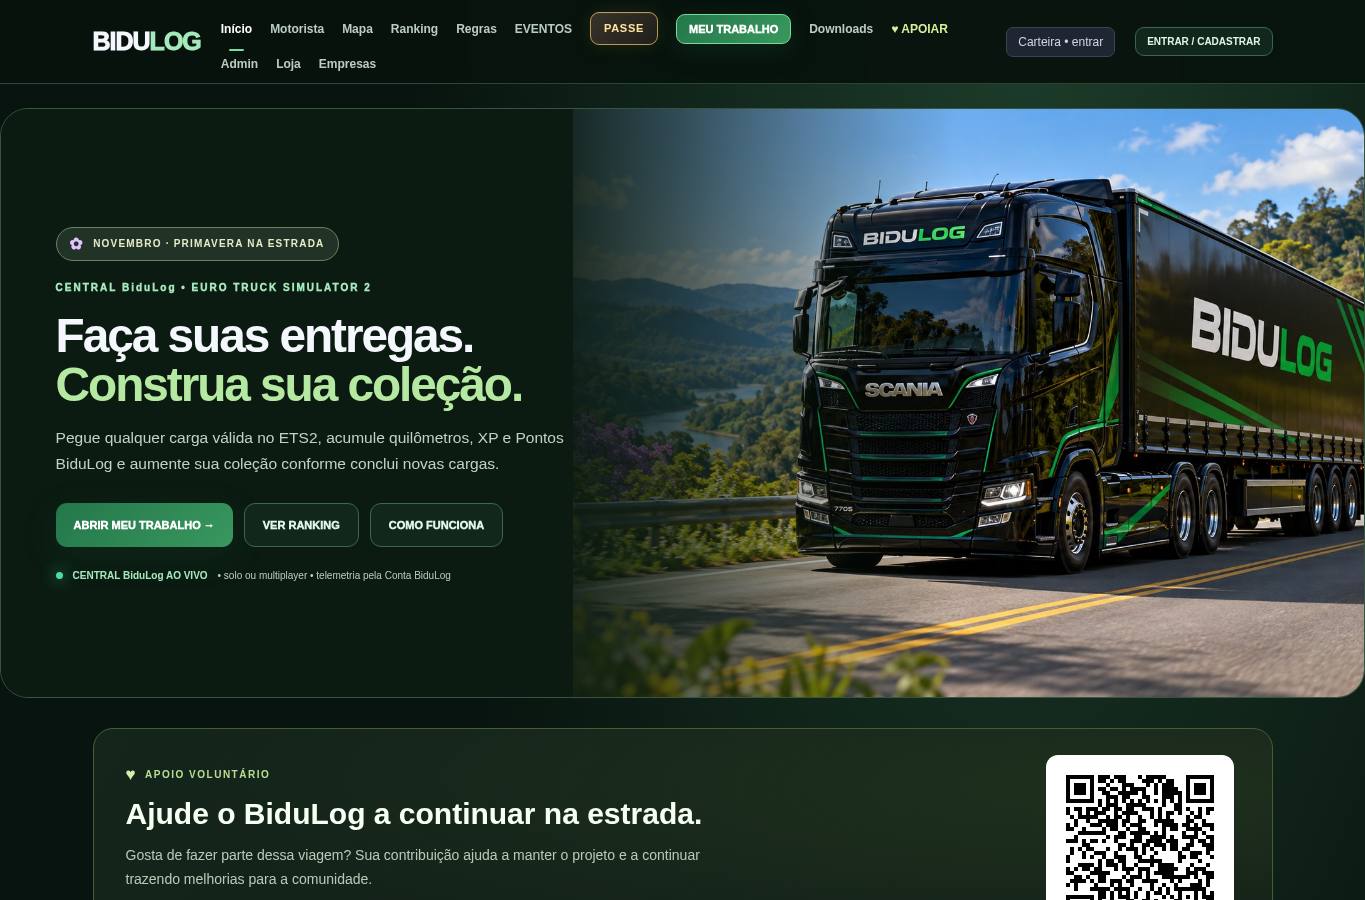 BIDULOG
Início Motorista Mapa Ranking Regras EVENTOS PASSE MEU TRABALHO Downloads ♥ APOIAR
Admin Loja Empresas
Carteira • entrar
ENTRAR / CADASTRAR
NOVEMBRO · PRIMAVERA NA ESTRADA
CENTRAL BiduLog • EURO TRUCK SIMULATOR 2
Faça suas entregas.
Construa sua coleção.
Pegue qualquer carga válida no ETS2, acumule quilômetros, XP e Pontos
BiduLog e aumente sua coleção conforme conclui novas cargas.
ABRIR MEU TRABALHO →
VER RANKING
COMO FUNCIONA
CENTRAL BiduLog AO VIVO • solo ou multiplayer • telemetria pela Conta BiduLog
BIDULOG
SCANIA
770S
BIDULOG
♥ APOIO VOLUNTÁRIO
Ajude o BiduLog a continuar na estrada.
Gosta de fazer parte dessa viagem? Sua contribuição ajuda a manter o projeto e a continuar
trazendo melhorias para a comunidade.